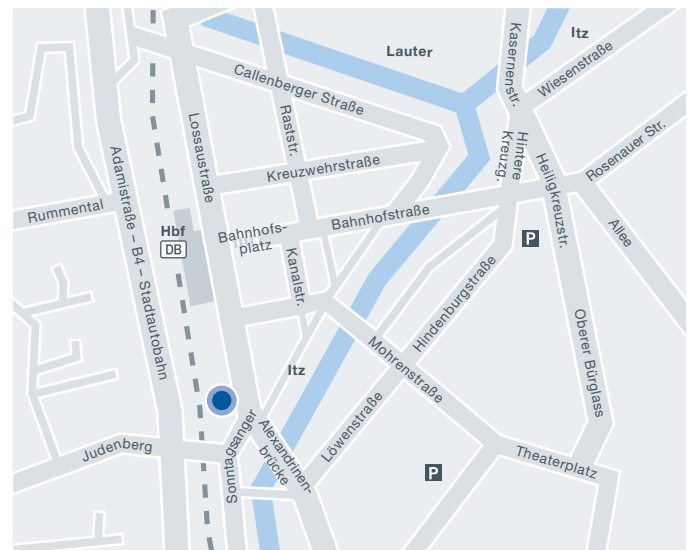 Itz
Lauter
Kasernenstr.
Wiesenstraße
Callenberger Straße
Raststr.
Lossaustraße
Hintere
Kreuzg.
Rosenauer Str.
Heiligkreuzstr.
Kreuzwehrstraße
Adamistraße – B4 – Stadtautobahn
Rummental
Bahnhofstraße
Hbf
DB
Bahnhofs-
platz
Allee
P
Kanalstr.
Hindenburgstraße
Oberer Bürglass
Mohrenstraße
Itz
Löwenstraße
Sonntagsanger
Alexandrinen-
brücke
Judenberg
Theaterplatz
P